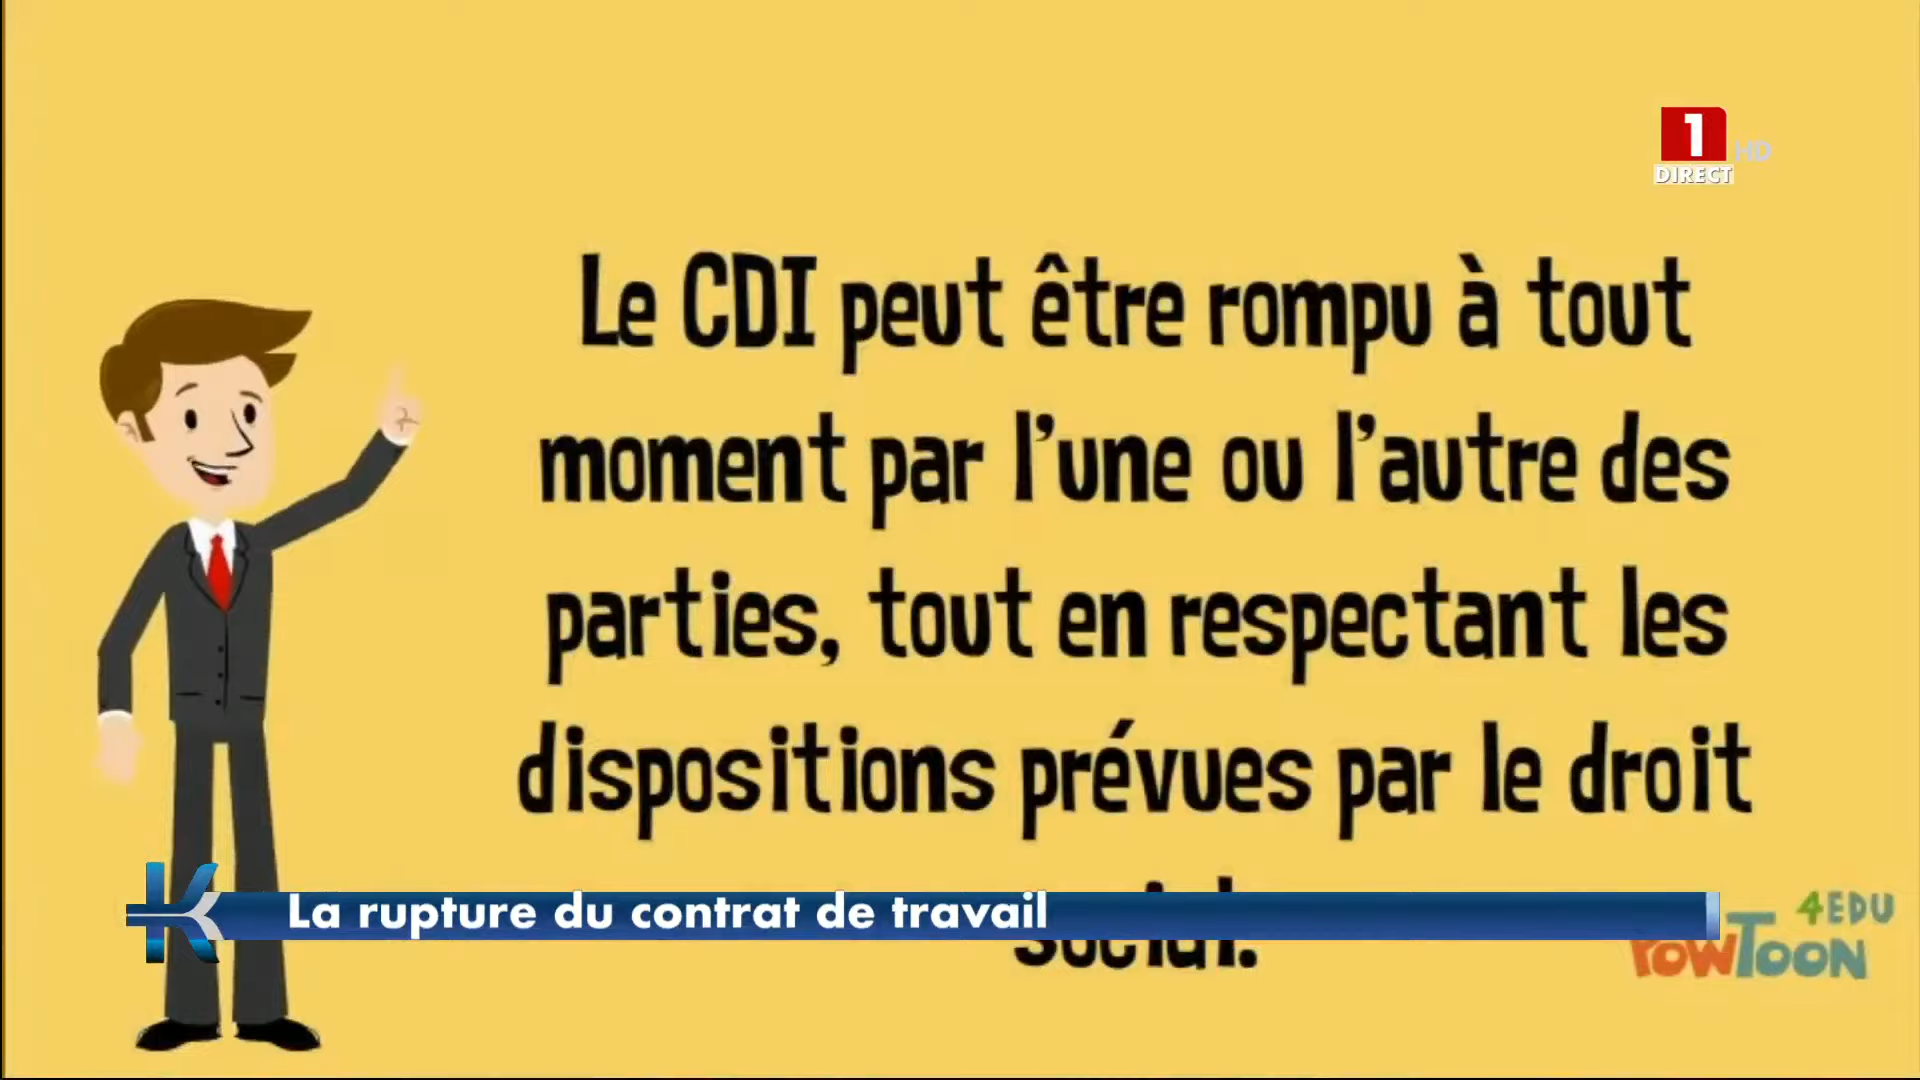 1
HD
DIRECT
Le CDI peut être rompu à tout
moment par l'une ou l'autre des
parties, tout en respectant les
dispositions prévues par le droit
social.
K
La rupture du contrat de travail
4EDU
POWTOON